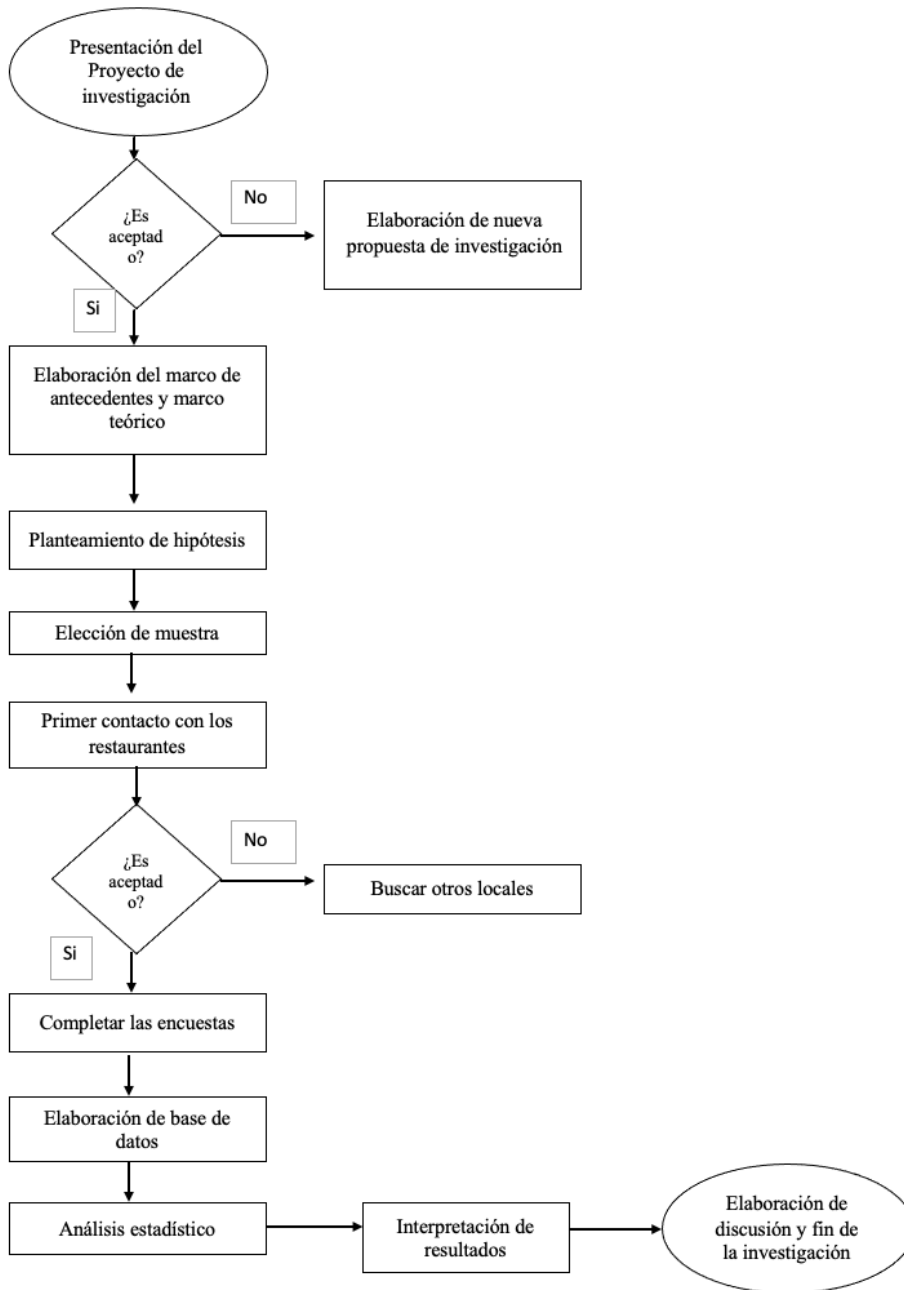 Presentación del
Proyecto de
investigación
¿Es
aceptad
o?
No
Elaboración de nueva
propuesta de investigación
Si
Elaboración del marco de
antecedentes y marco
teórico
Planteamiento de hipótesis
Elección de muestra
Primer contacto con los
restaurantes
¿Es
aceptad
o?
No
Buscar otros locales
Si
Completar las encuestas
Elaboración de base de
datos
Análisis estadístico
Interpretación de
resultados
Elaboración de
discusión y fin de
la investigación